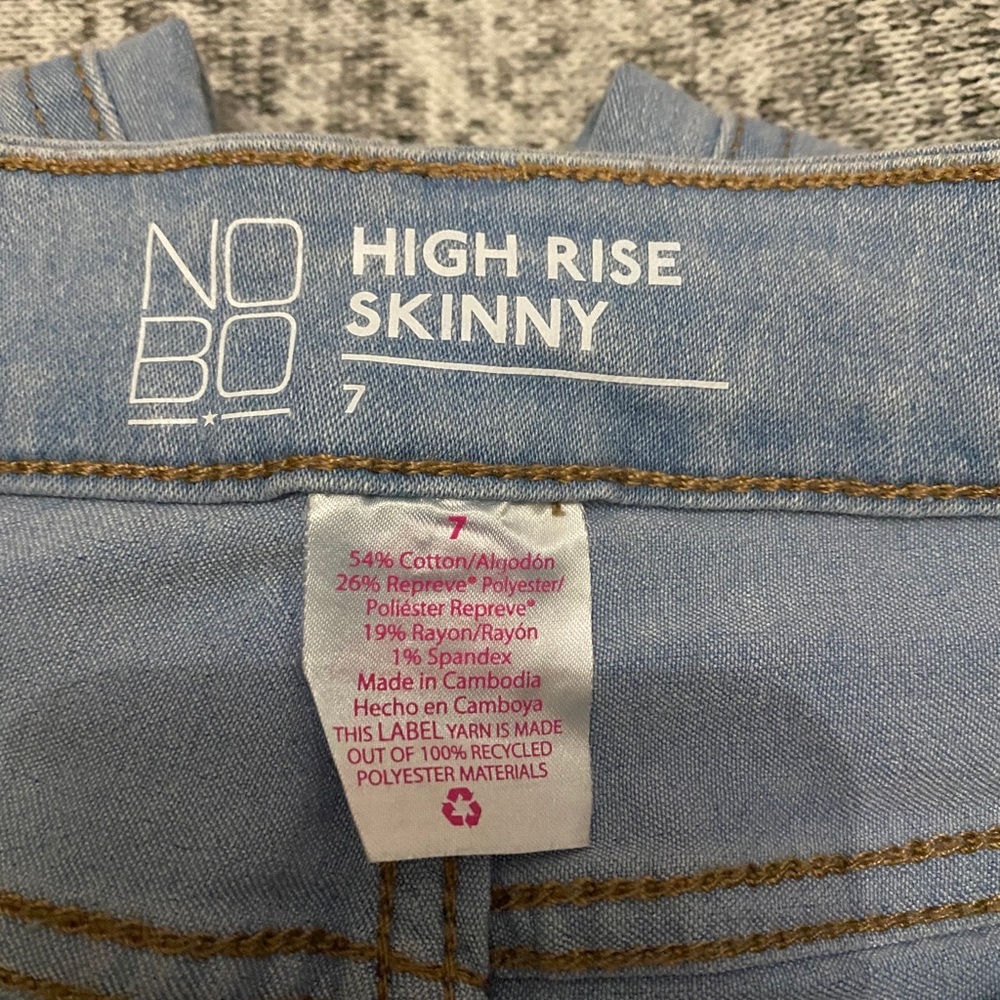 NO
BO
HIGH RISE
SKINNY
7
7
54% Cotton/Algodón
26% Repreve® Polyester/
Poliéster Repreve®
19% Rayon/Rayón
1% Spandex
Made in Cambodia
Hecho en Camboya
THIS LABEL YARN IS MADE
OUT OF 100% RECYCLED
POLYESTER MATERIALS